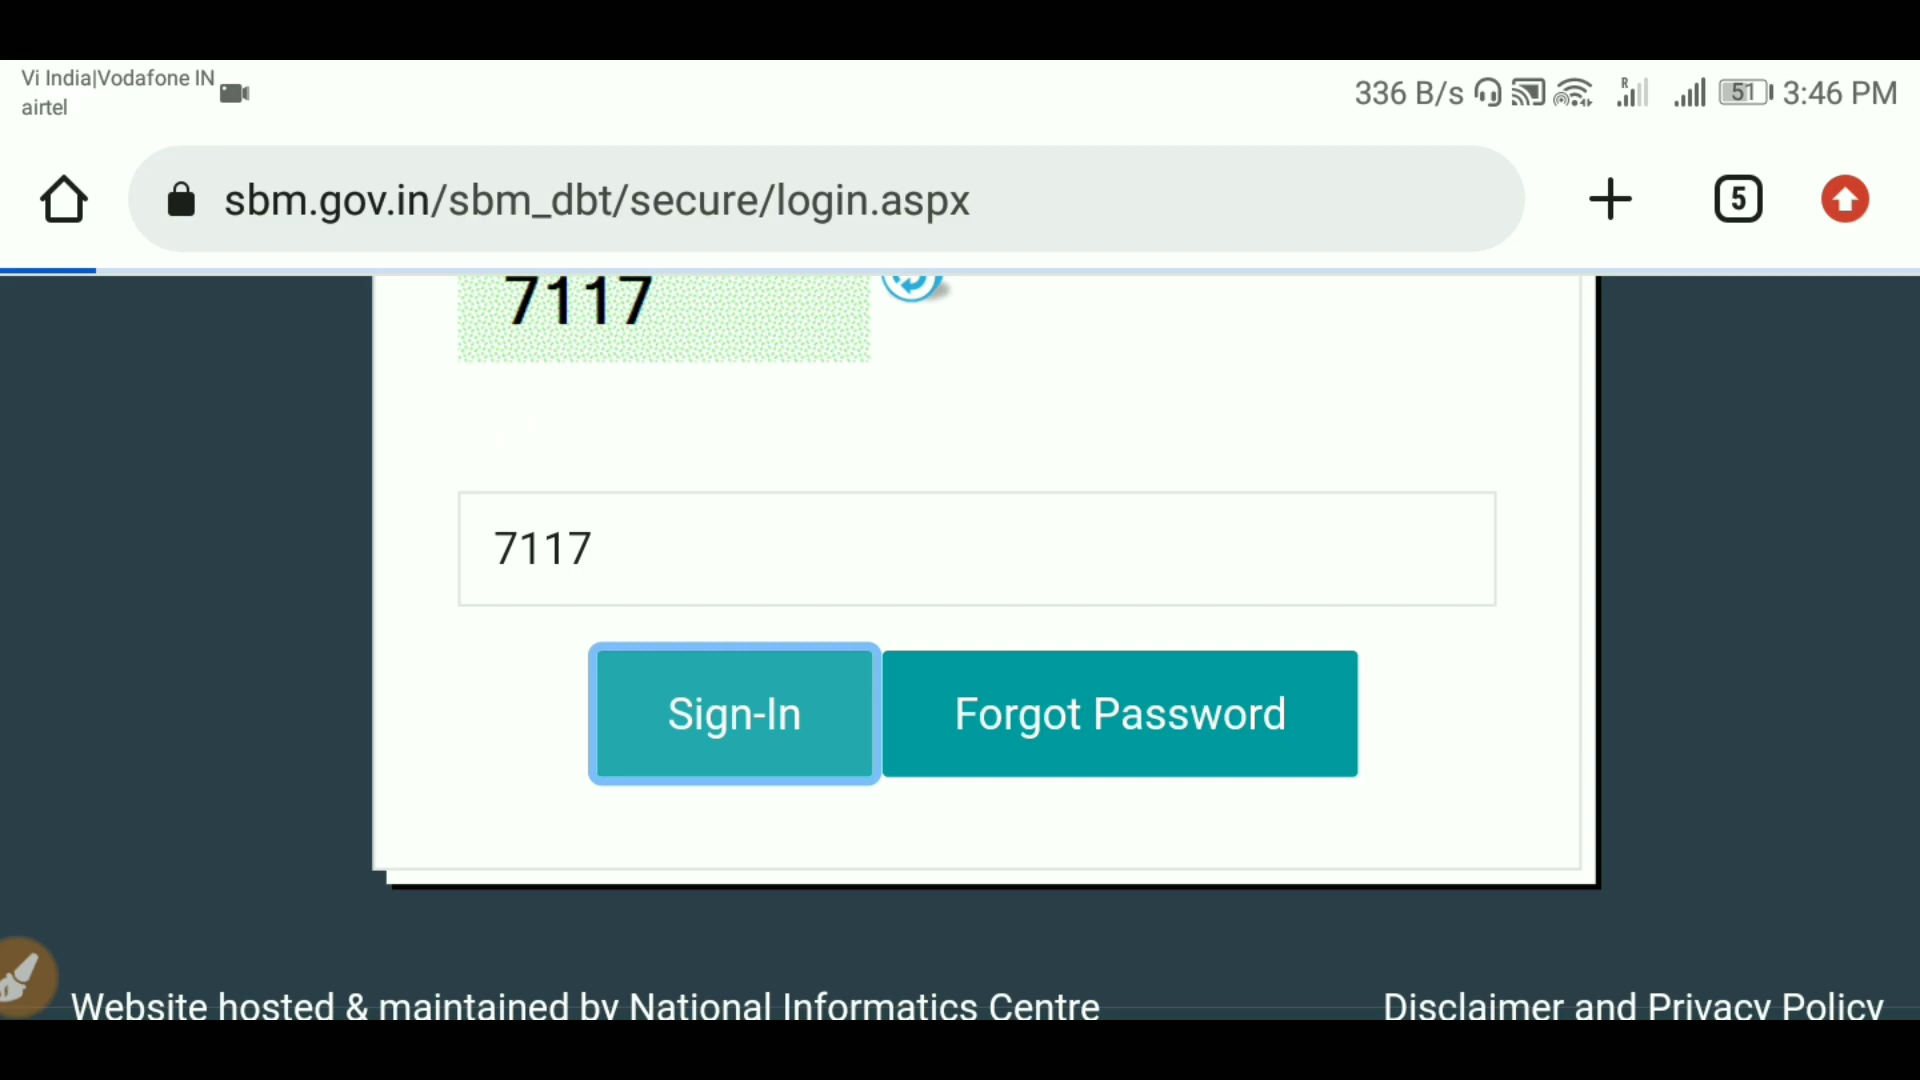 Vi India|Vodafone IN
airtel
336 B/s
R
51
3:46 PM
sbm.gov.in/sbm_dbt/secure/login.aspx
5
7117
7117
Sign-In
Forgot Password
Website hosted & maintained by National Informatics Centre
Disclaimer and Privacy Policy